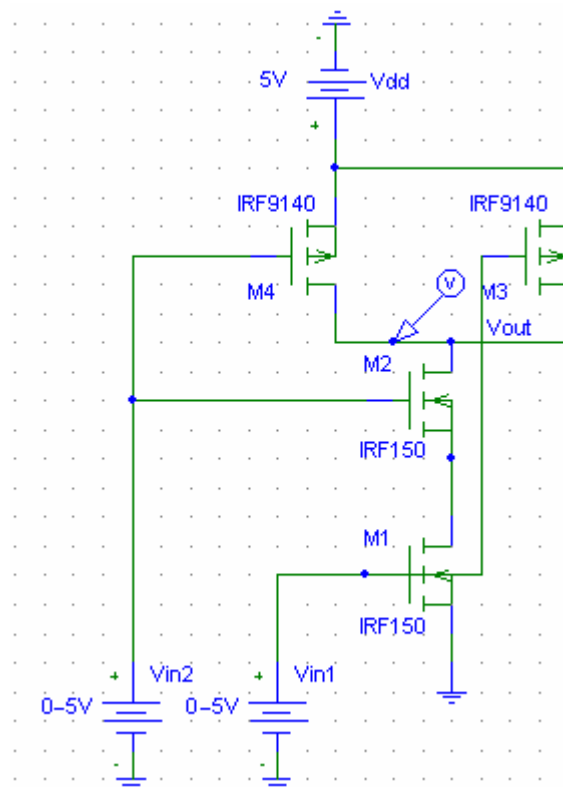 -
5V Vdd
+
IRF9140 IRF9140
M4 V M3
Vout
M2
IRF150
M1
IRF150
+ Vin2 + Vin1
0-5V 0-5V
- -